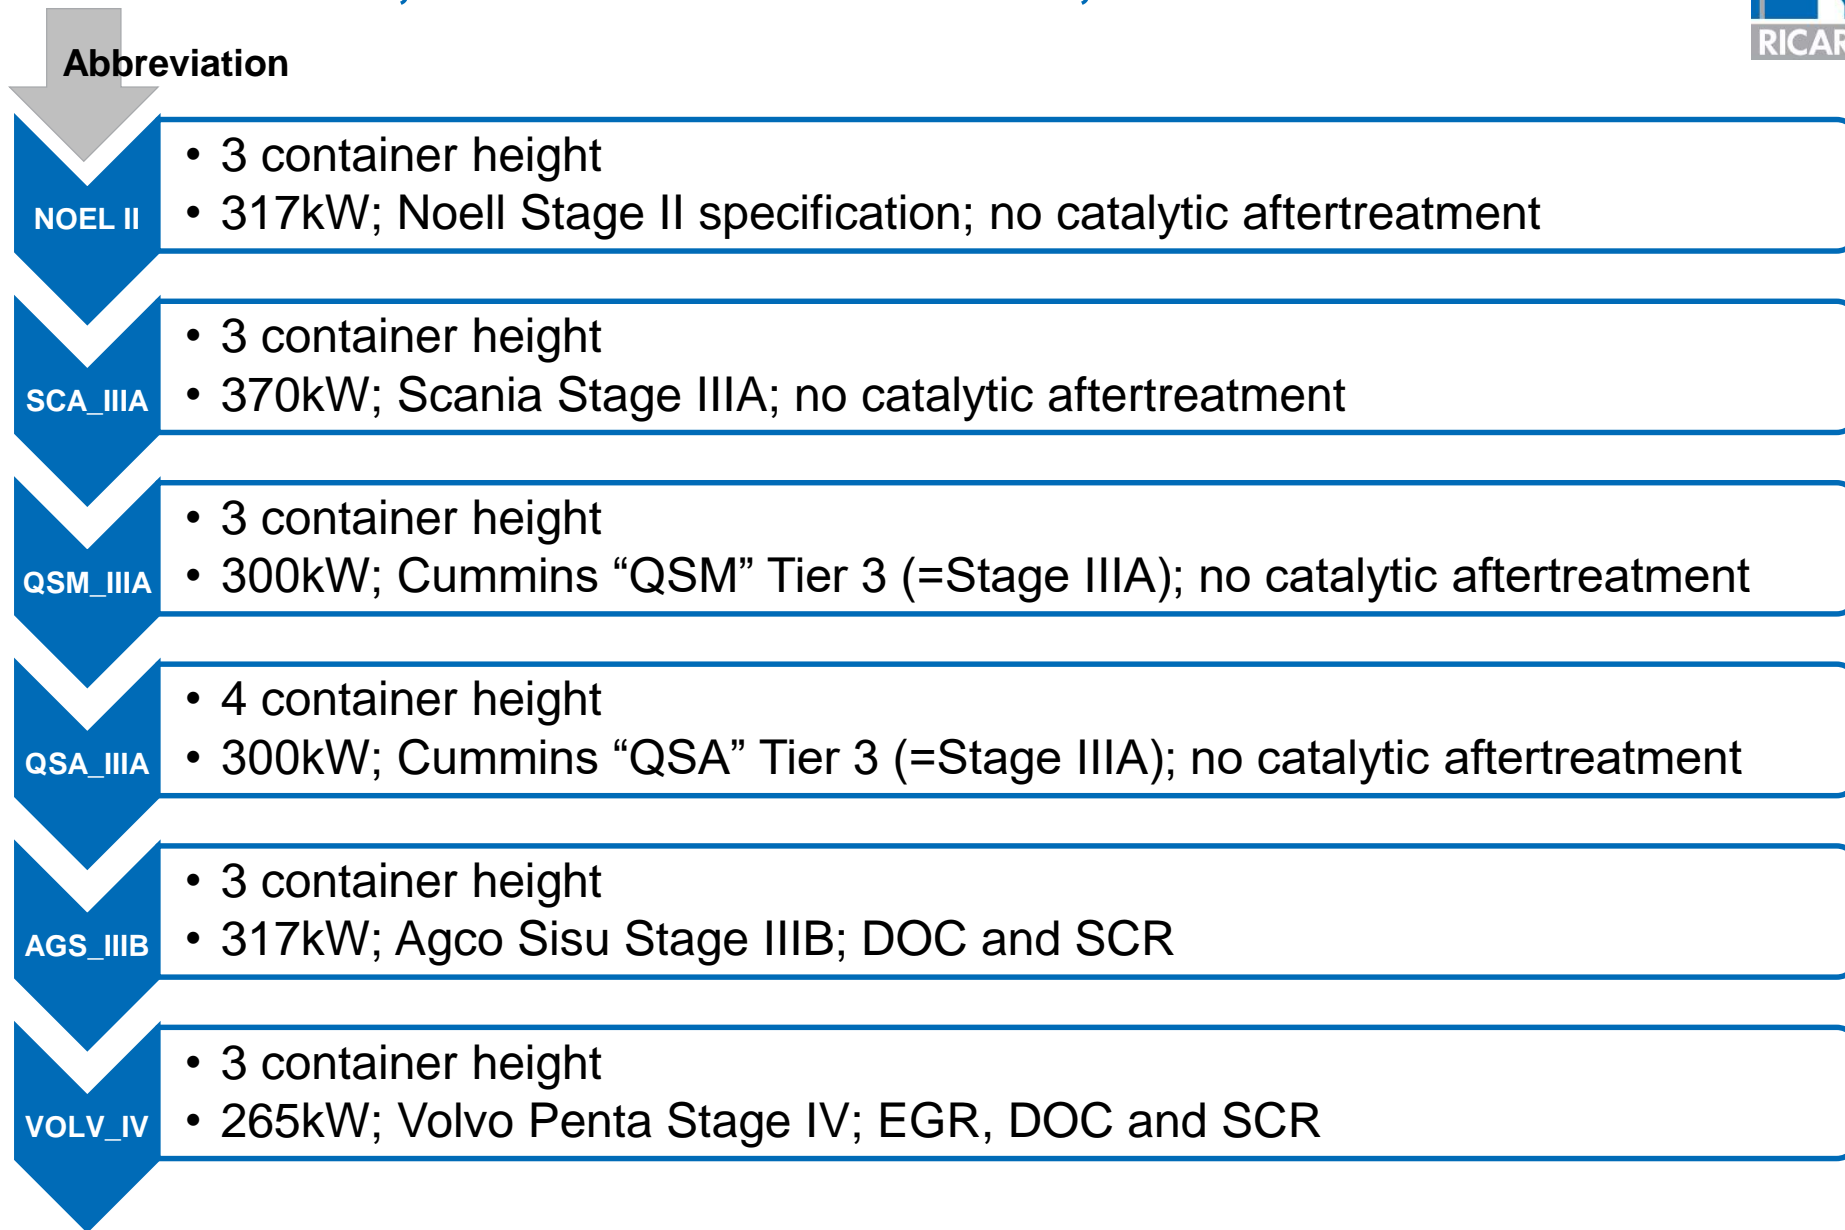 Abbreviation
RICAR
NOEL II
• 3 container height
• 317kW; Noell Stage II specification; no catalytic aftertreatment
SCA_IIIA
• 3 container height
• 370kW; Scania Stage IIIA; no catalytic aftertreatment
QSM_IIIA
• 3 container height
• 300kW; Cummins “QSM” Tier 3 (=Stage IIIA); no catalytic aftertreatment
QSA_IIIA
• 4 container height
• 300kW; Cummins “QSA” Tier 3 (=Stage IIIA); no catalytic aftertreatment
AGS_IIIB
• 3 container height
• 317kW; Agco Sisu Stage IIIB; DOC and SCR
VOLV_IV
• 3 container height
• 265kW; Volvo Penta Stage IV; EGR, DOC and SCR